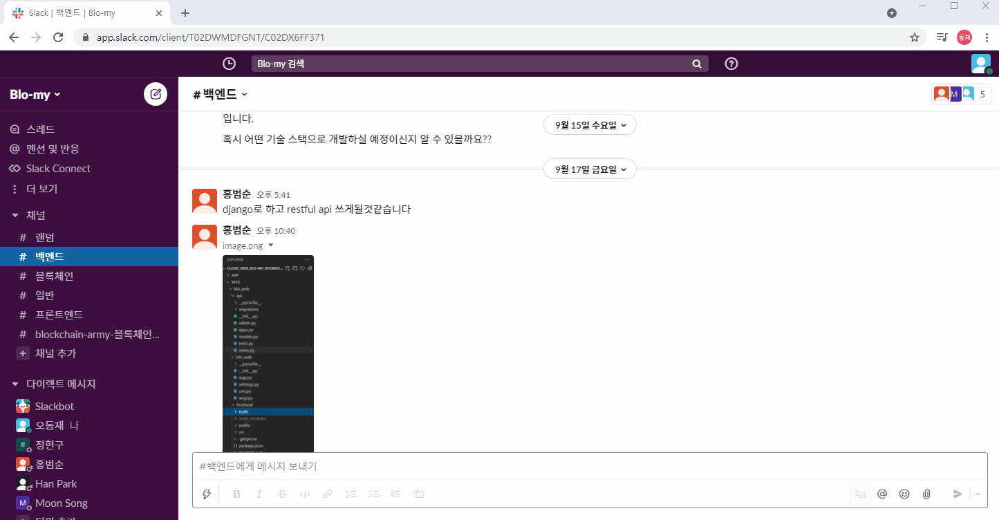 Slack | 백엔드 | Blo-my
app.slack.com/client/T02DWMDFGNT/C02DX6FF371
동재
Blo-my 검색
Blo-my
# 백엔드
M
5
스레드
멘션 및 반응
Slack Connect
더 보기
채널
# 랜덤
# 백엔드
# 블록체인
# 일반
# 프론트엔드
# blockchain-army-블록체인...
+ 채널 추가
다이렉트 메시지
Slackbot
오동재 나
정현구
홍범순
Han Park
M Moon Song
입니다.
9월 15일 수요일
혹시 어떤 기술 스택으로 개발하실 예정이신지 알 수 있을까요??
9월 17일 금요일
홍범순 오후 5:41
django로 하고 restful api 쓰게될것같습니다
홍범순 오후 10:40
image.png
EXPLORER
CLOUD_WEB_BLO-MY_BYZANTI...
APP
WEB
blo_web
api
__pycache__
migrations
__init__.py
admin.py
apps.py
models.py
tests.py
views.py
blo_web
__pycache__
__init__.py
asgi.py
settings.py
urls.py
wsgi.py
frontend
build
node_modules
public
src
.gitignore
package.json
#백엔드에게 메시지 보내기
B I S </>
Aa @